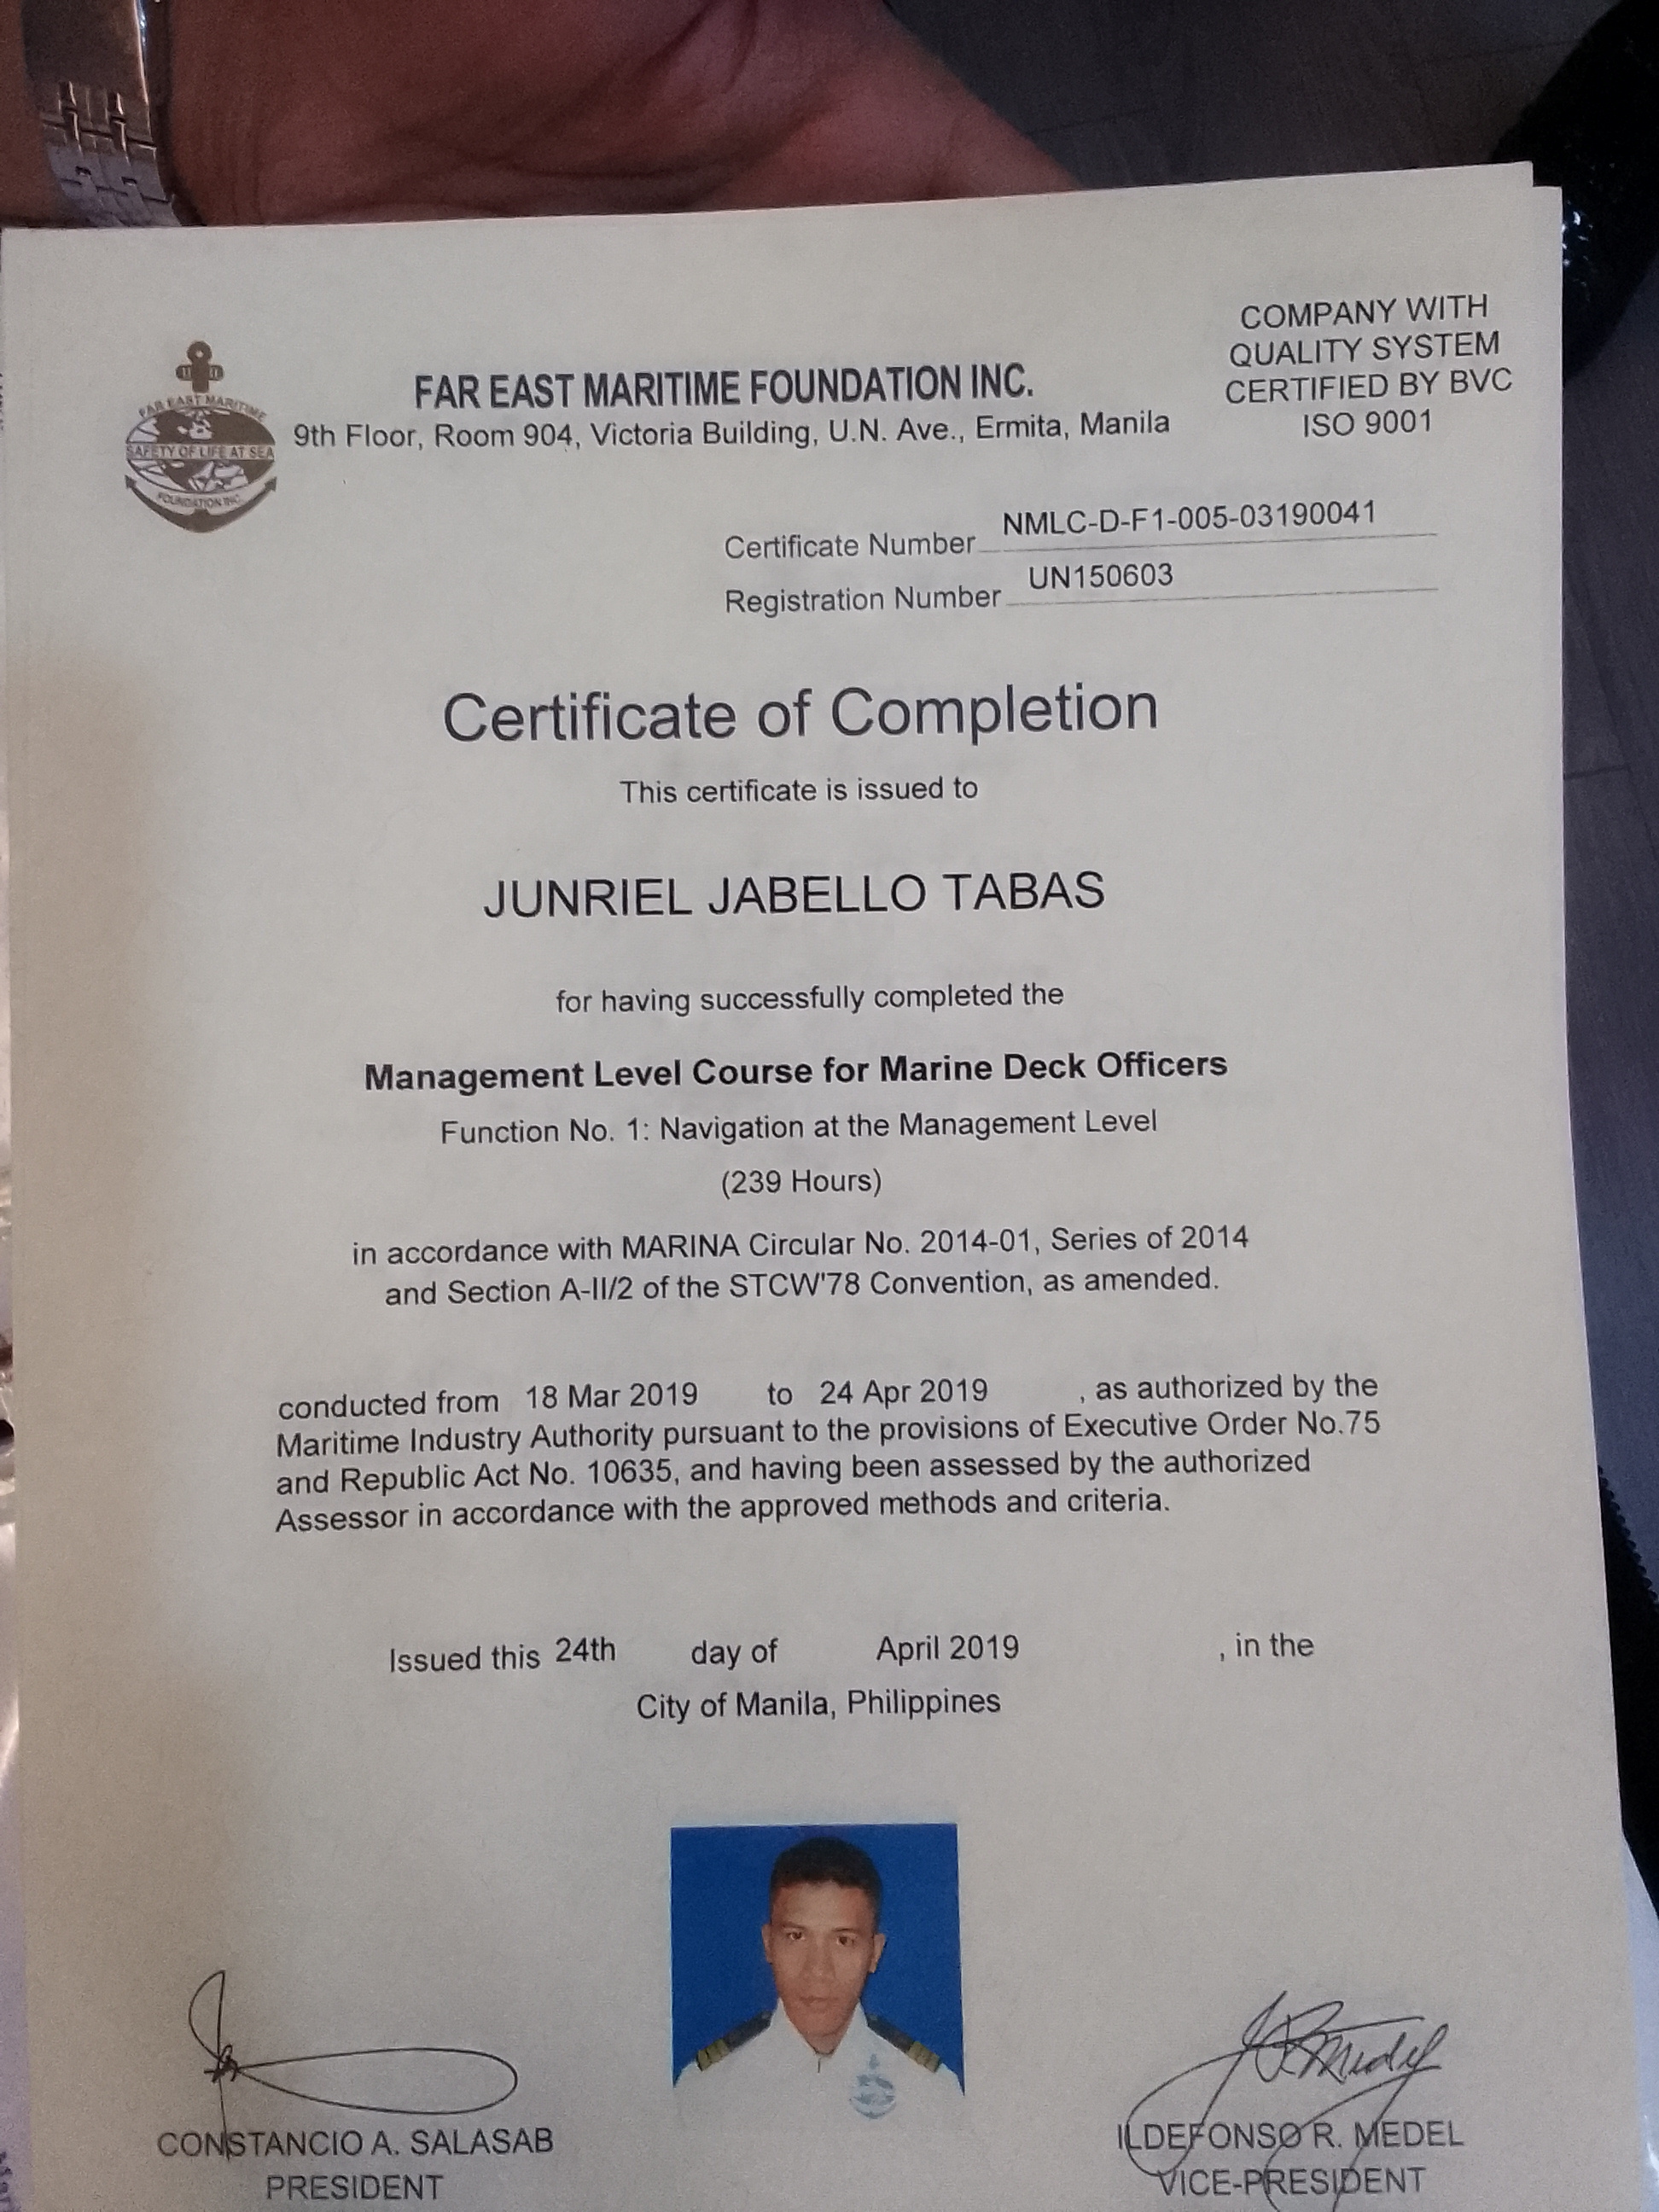 COMPANY WITH
QUALITY SYSTEM
CERTIFIED BY BVC
ISO 9001
FAR EAST MARITIME
SAFETY OF LIFE AT SEA
FOUNDATION INC.
FAR EAST MARITIME FOUNDATION INC.
9th Floor, Room 904, Victoria Building, U.N. Ave., Ermita, Manila
Certificate Number NMLC-D-F1-005-03190041
Registration Number UN150603
Certificate of Completion
This certificate is issued to
JUNRIEL JABELLO TABAS
for having successfully completed the
Management Level Course for Marine Deck Officers
Function No. 1: Navigation at the Management Level
(239 Hours)
in accordance with MARINA Circular No. 2014-01, Series of 2014
and Section A-II/2 of the STCW'78 Convention, as amended.
conducted from 18 Mar 2019 to 24 Apr 2019 , as authorized by the
Maritime Industry Authority pursuant to the provisions of Executive Order No.75
and Republic Act No. 10635, and having been assessed by the authorized
Assessor in accordance with the approved methods and criteria.
Issued this 24th day of April 2019 , in the
City of Manila, Philippines
CONSTANCIO A. SALASAB
PRESIDENT
ILDEFONSO R. MEDEL
VICE-PRESIDENT